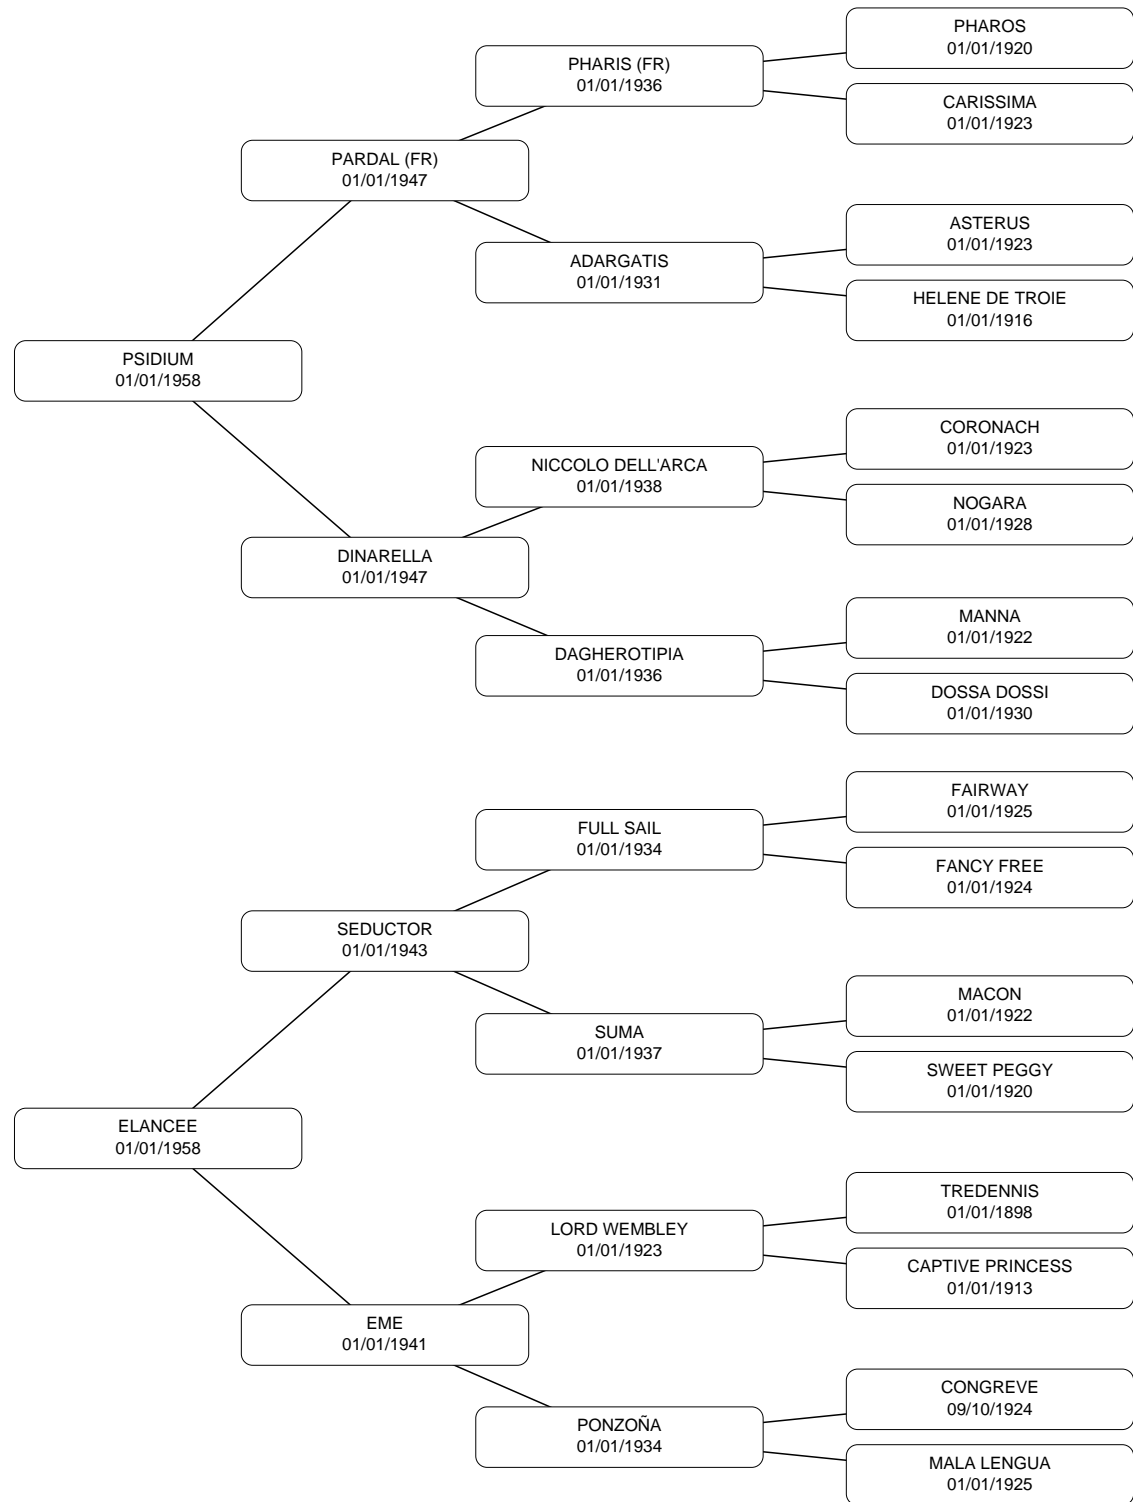 PHAROS
01/01/1920
PHARIS (FR)
01/01/1936
CARISSIMA
01/01/1923
PARDAL (FR)
01/01/1947
ASTERUS
01/01/1923
ADARGATIS
01/01/1931
HELENE DE TROIE
01/01/1916
PSIDIUM
01/01/1958
CORONACH
01/01/1923
NICCOLO DELL'ARCA
01/01/1938
NOGARA
01/01/1928
DINARELLA
01/01/1947
MANNA
01/01/1922
DAGHEROTIPIA
01/01/1936
DOSSA DOSSI
01/01/1930
FAIRWAY
01/01/1925
FULL SAIL
01/01/1934
FANCY FREE
01/01/1924
SEDUCTOR
01/01/1943
MACON
01/01/1922
SUMA
01/01/1937
SWEET PEGGY
01/01/1920
ELANCEE
01/01/1958
TREDENNIS
01/01/1898
LORD WEMBLEY
01/01/1923
CAPTIVE PRINCESS
01/01/1913
EME
01/01/1941
CONGREVE
09/10/1924
PONZOÑA
01/01/1934
MALA LENGUA
01/01/1925